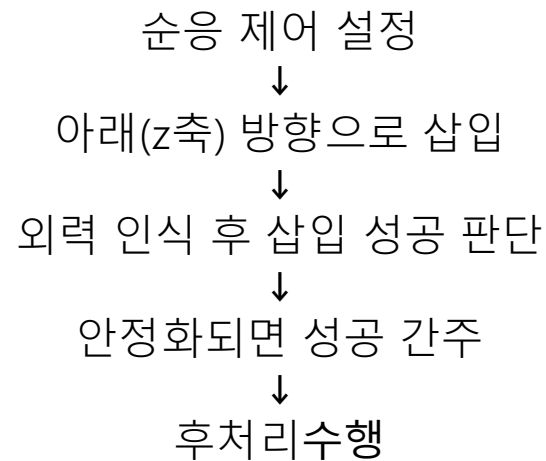 순응 제어 설정
↓
아래(z축) 방향으로 삽입
↓
외력 인식 후 삽입 성공 판단
↓
안정화되면 성공 간주
↓
후처리수행